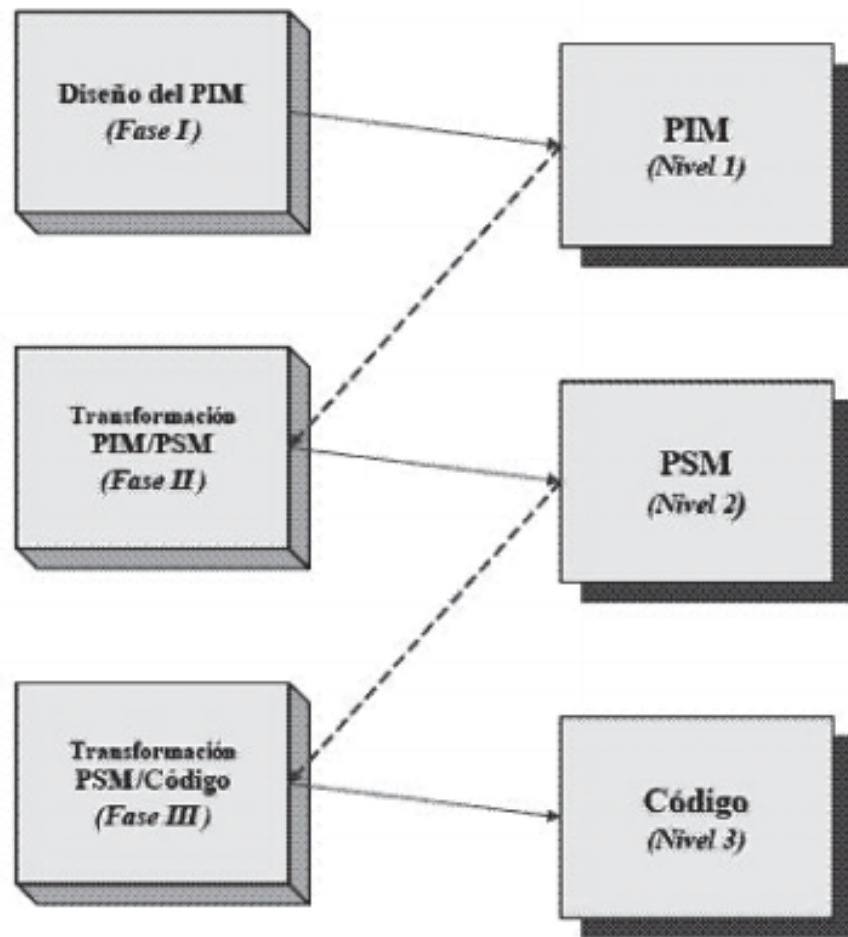 Diseño del PIM
(Fase I)
PIM
(Nivel 1)
Transformación
PIM/PSM
(Fase II)
PSM
(Nivel 2)
Transformación
PSM/Código
(Fase III)
Código
(Nivel 3)